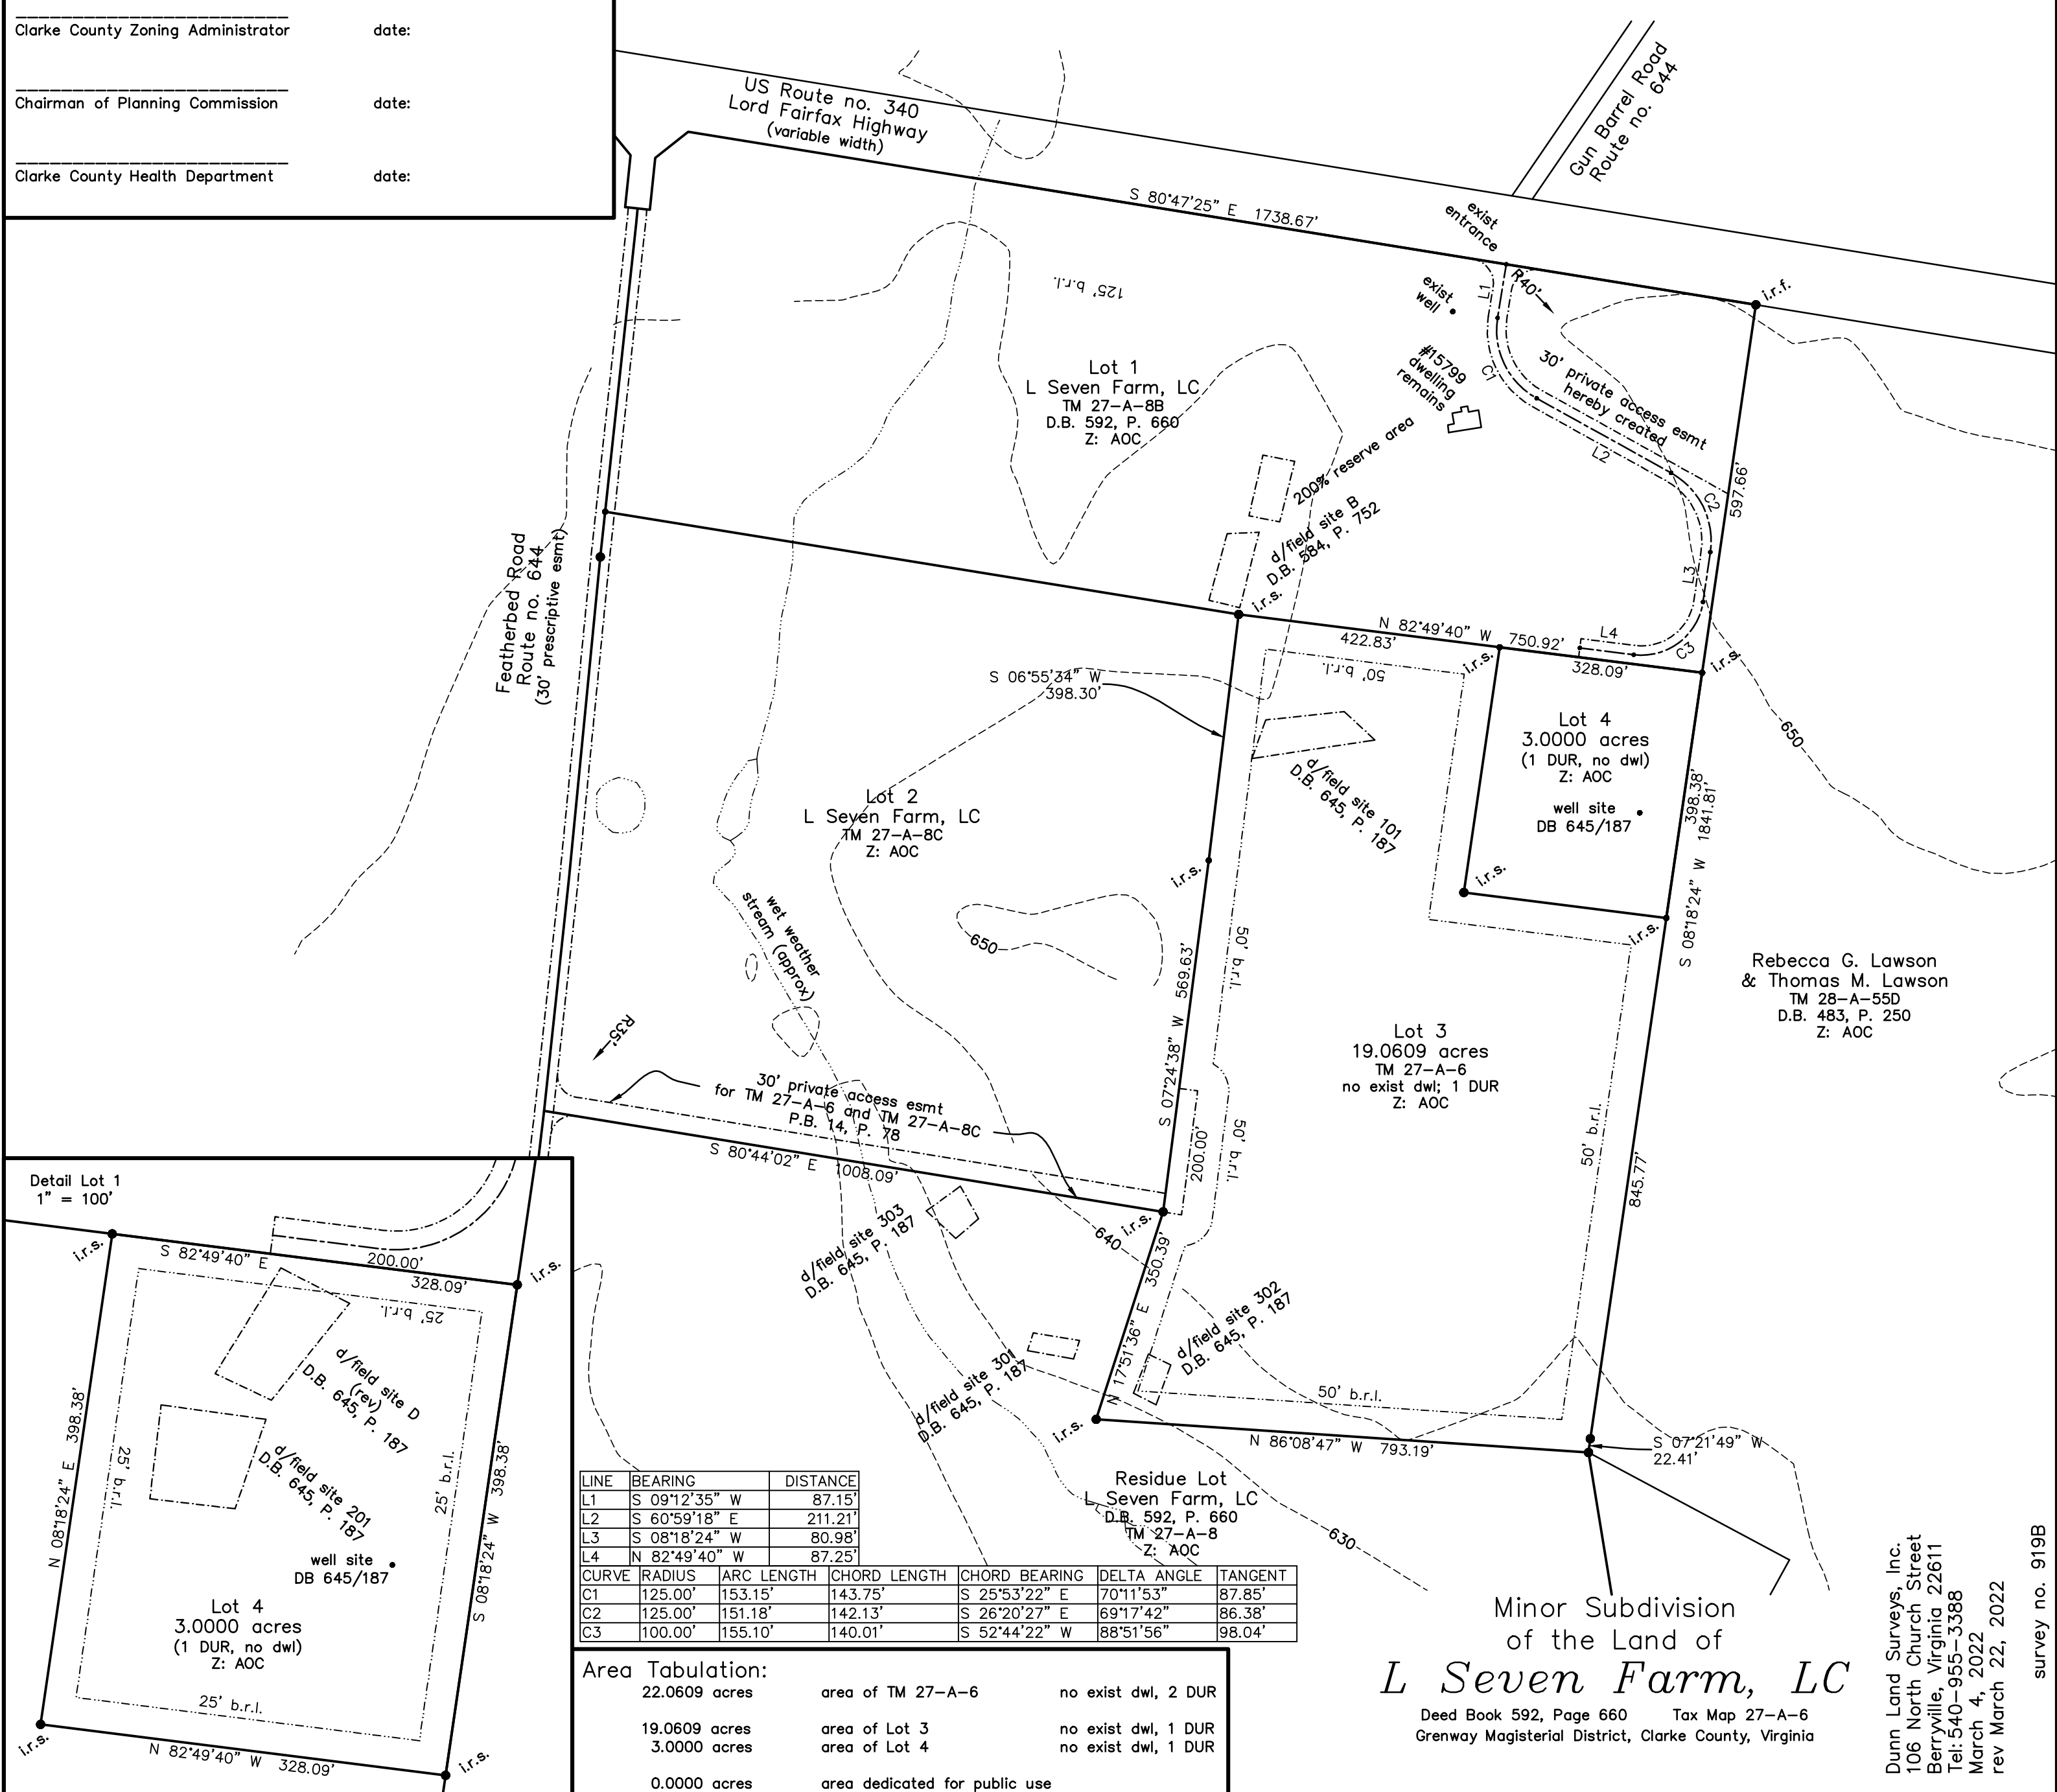 Clarke County Zoning Administrator date:
Chairman of Planning Commission date:
Clarke County Health Department date:
US Route no. 340
Lord Fairfax Highway
(variable width)
Gun Barrel Road
Route no. 644
S 80°47'25" E 1738.67'
exist
entrance
R40'
i.r.f.
L1
exist
well
125' b.r.l.
#15799
dwelling
remains
C1
30' private access esmt
hereby created
L2
C2
597.66'
L3
Lot 1
L Seven Farm, LC
TM 27-A-8B
D.B. 592, P. 660
Z: AOC
200% reserve area
d/field site B
D.B. 584, P. 752
i.r.s.
Featherbed Road
Route no. 644
(30' prescriptive esmt)
N 82°49'40" W 750.92'
422.83'
L4
C3
328.09'
i.r.s.
i.r.s.
50' b.r.l.
S 06°55'34" W
398.30'
Lot 4
3.0000 acres
(1 DUR, no dwl)
Z: AOC
well site
DB 645/187
398.38'
S 08°18'24" W 1841.81'
650
d/field site 101
D.B. 645, P. 187
Lot 2
L Seven Farm, LC
TM 27-A-8C
Z: AOC
i.r.s.
i.r.s.
i.r.s.
wet weather
stream (approx)
650
50' b.r.l.
S 07°24'38" W 569.63'
Rebecca G. Lawson
& Thomas M. Lawson
TM 28-A-55D
D.B. 483, P. 250
Z: AOC
Lot 3
19.0609 acres
TM 27-A-6
no exist dwl; 1 DUR
Z: AOC
R35'
30' private access esmt
for TM 27-A-6 and TM 27-A-8C
P.B. 14, P. 78
S 80°44'02" E 1008.09'
200.00'
50' b.r.l.
50' b.r.l.
845.77'
i.r.s.
640
d/field site 303
D.B. 645, P. 187
N 17°51'36" E 350.39'
d/field site 302
D.B. 645, P. 187
d/field site 301
D.B. 645, P. 187
50' b.r.l.
i.r.s.
N 86°08'47" W 793.19'
S 07°21'49" W
22.41'
Residue Lot
L Seven Farm, LC
D.B. 592, P. 660
TM 27-A-8
Z: AOC
630
Detail Lot 1
1" = 100'
i.r.s.
S 82°49'40" E 200.00'
328.09'
i.r.s.
25' b.r.l.
d/field site D
(rev)
D.B. 645, P. 187
N 08°18'24" E 398.38'
25' b.r.l.
d/field site 201
D.B. 645, P. 187
25' b.r.l.
S 08°18'24" W 398.38'
well site
DB 645/187
Lot 4
3.0000 acres
(1 DUR, no dwl)
Z: AOC
25' b.r.l.
i.r.s.
N 82°49'40" W 328.09'
i.r.s.
LINE BEARING DISTANCE
L1 S 09°12'35" W 87.15'
L2 S 60°59'18" E 211.21'
L3 S 08°18'24" W 80.98'
L4 N 82°49'40" W 87.25'
CURVE RADIUS ARC LENGTH CHORD LENGTH CHORD BEARING DELTA ANGLE TANGENT
C1 125.00' 153.15' 143.75' S 25°53'22" E 70°11'53" 87.85'
C2 125.00' 151.18' 142.13' S 26°20'27" E 69°17'42" 86.38'
C3 100.00' 155.10' 140.01' S 52°44'22" W 88°51'56" 98.04'
Area Tabulation:
22.0609 acres area of TM 27-A-6 no exist dwl, 2 DUR
19.0609 acres area of Lot 3 no exist dwl, 1 DUR
3.0000 acres area of Lot 4 no exist dwl, 1 DUR
0.0000 acres area dedicated for public use
Minor Subdivision
of the Land of
L Seven Farm, LC
Deed Book 592, Page 660 Tax Map 27-A-6
Grenway Magisterial District, Clarke County, Virginia
Dunn Land Surveys, Inc.
106 North Church Street
Berryville, Virginia 22611
Tel: 540-955-3388
March 4, 2022
rev March 22, 2022
survey no. 919B